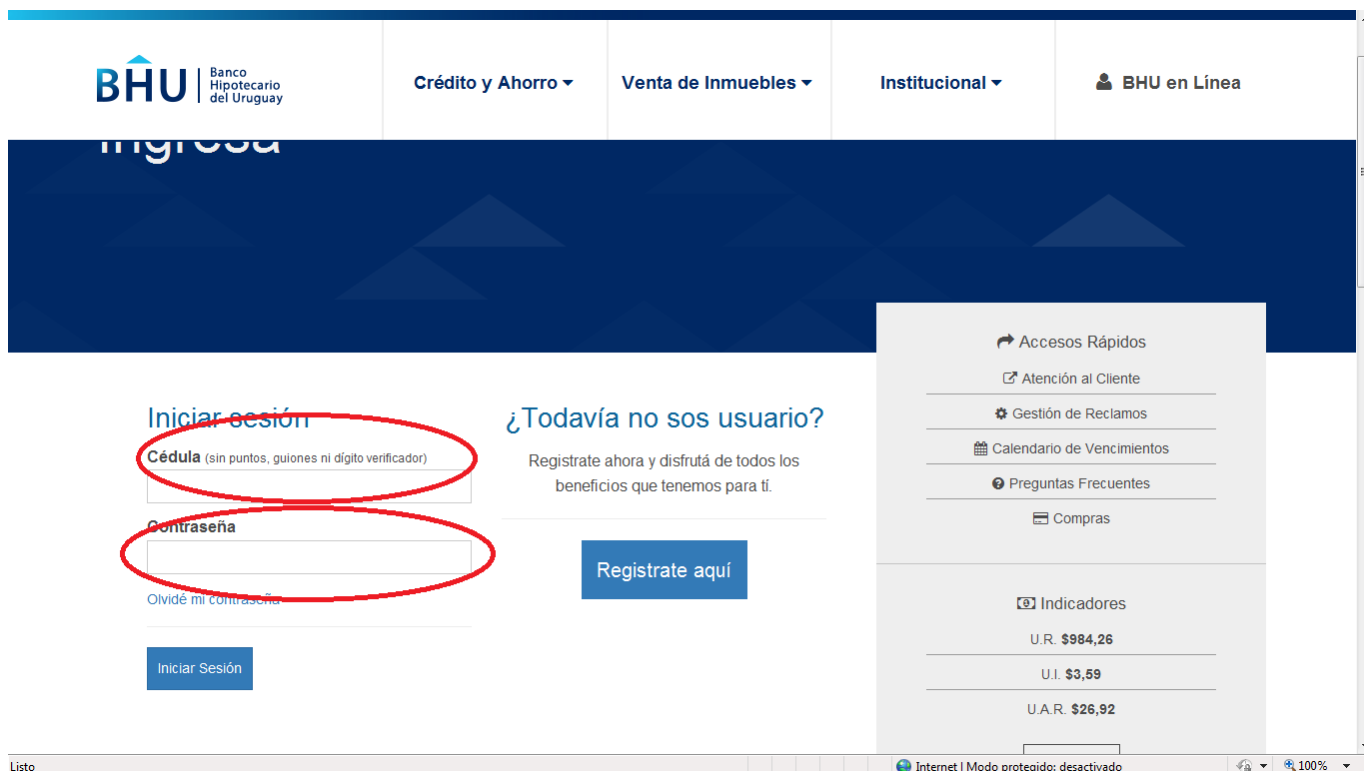 BHU
Banco
Hipotecario
del Uruguay
Crédito y Ahorro
Venta de Inmuebles
Institucional
BHU en Línea
Ingresa
Iniciar sesión
Cédula (sin puntos, guiones ni dígito verificador)
Contraseña
Olvidé mi contraseña
Iniciar Sesión
¿Todavía no sos usuario?
Registrate ahora y disfrutá de todos los
beneficios que tenemos para tí.
Registrate aquí
Accesos Rápidos
Atención al Cliente
Gestión de Reclamos
Calendario de Vencimientos
Preguntas Frecuentes
Compras
Indicadores
U.R. $984,26
U.I. $3,59
U.A.R. $26,92
Listo
Internet | Modo protegido: desactivado
100%